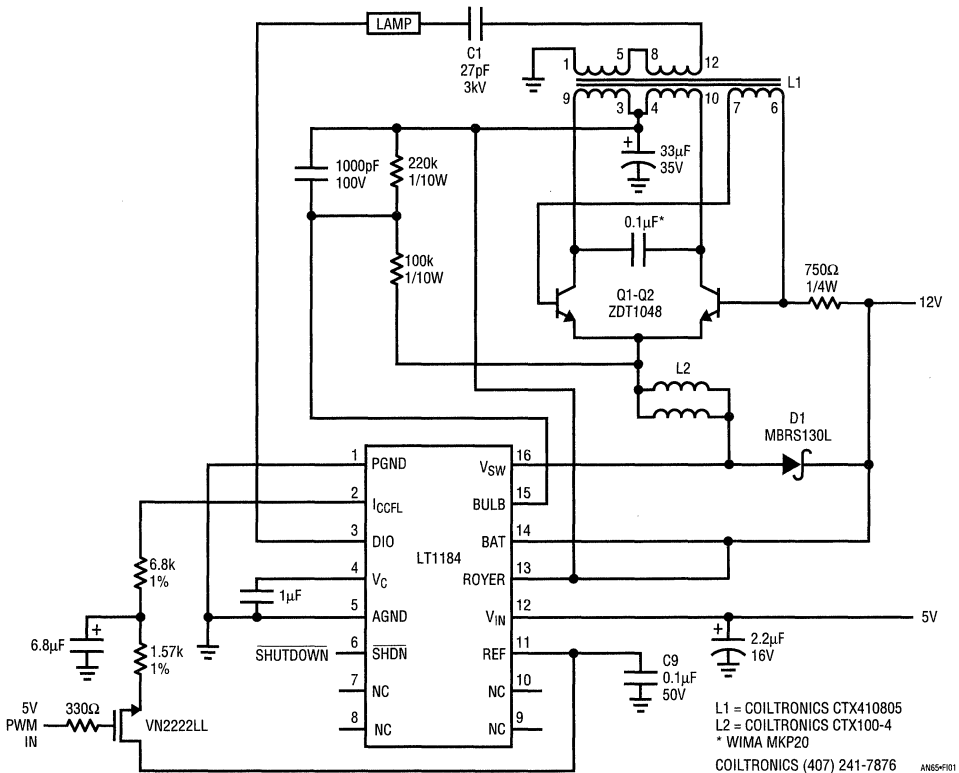 LAMP
C1
27pF
3kV
1
5
8
12
L1
9
3
4
10
7
6
33µF
35V
+
1000pF
100V
220k
1/10W
0.1µF*
100k
1/10W
Q1-Q2
ZDT1048
750Ω
1/4W
12V
L2
D1
MBRS130L
1
PGND
VSW
16
2
ICCFL
BULB
15
3
DIO
BAT
14
LT1184
4
VC
ROYER
13
6.8k
1%
1µF
5
AGND
VIN
12
5V
+
6.8µF
1.57k
1%
SHUTDOWN
6
SHDN
REF
11
+
2.2µF
16V
C9
0.1µF
50V
7
NC
NC
10
8
NC
NC
9
5V
PWM
IN
330Ω
VN2222LL
L1 = COILTRONICS CTX410805
L2 = COILTRONICS CTX100-4
* WIMA MKP20
COILTRONICS (407) 241-7876
AN65•FI01